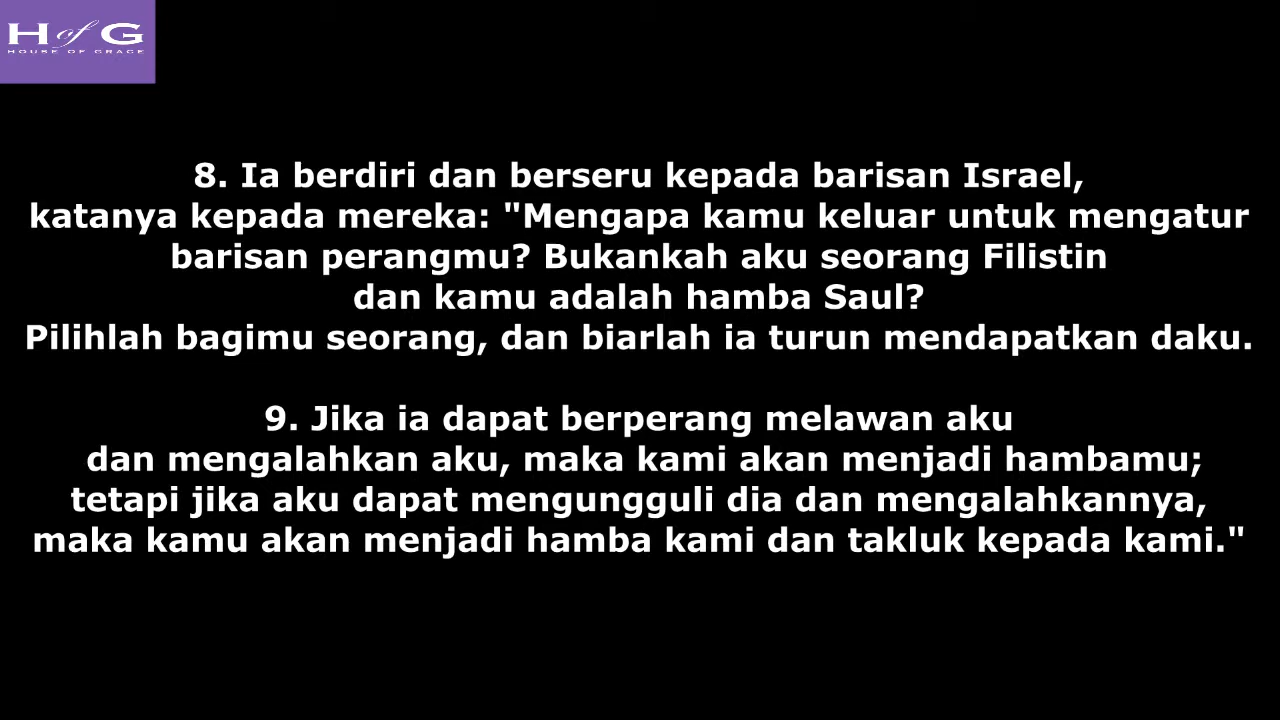 H of G
HOUSE OF GRACE
8. Ia berdiri dan berseru kepada barisan Israel,
katanya kepada mereka: "Mengapa kamu keluar untuk mengatur
barisan perangmu? Bukankah aku seorang Filistin
dan kamu adalah hamba Saul?
Pilihlah bagimu seorang, dan biarlah ia turun mendapatkan daku.
9. Jika ia dapat berperang melawan aku
dan mengalahkan aku, maka kami akan menjadi hambamu;
tetapi jika aku dapat mengungguli dia dan mengalahkannya,
maka kamu akan menjadi hamba kami dan takluk kepada kami."